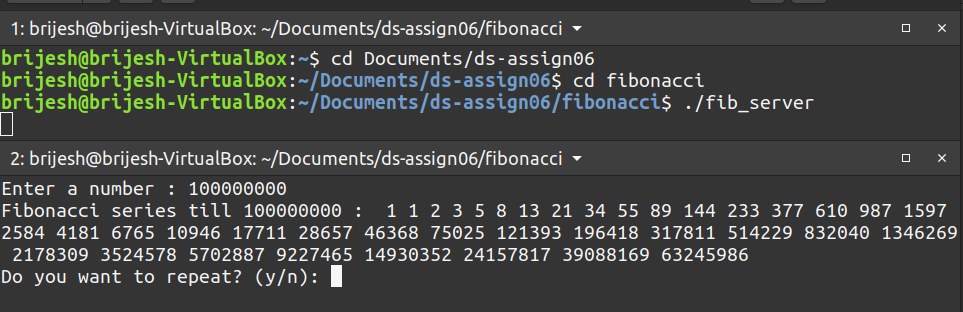 1: brijesh@brijesh-VirtualBox: ~/Documents/ds-assign06/fibonacci
brijesh@brijesh-VirtualBox:~$ cd Documents/ds-assign06
brijesh@brijesh-VirtualBox:~/Documents/ds-assign06$ cd fibonacci
brijesh@brijesh-VirtualBox:~/Documents/ds-assign06/fibonacci$ ./fib_server
2: brijesh@brijesh-VirtualBox: ~/Documents/ds-assign06/fibonacci
Enter a number : 100000000
Fibonacci series till 100000000 :  1 1 2 3 5 8 13 21 34 55 89 144 233 377 610 987 1597
2584 4181 6765 10946 17711 28657 46368 75025 121393 196418 317811 514229 832040 1346269
2178309 3524578 5702887 9227465 14930352 24157817 39088169 63245986
Do you want to repeat? (y/n):